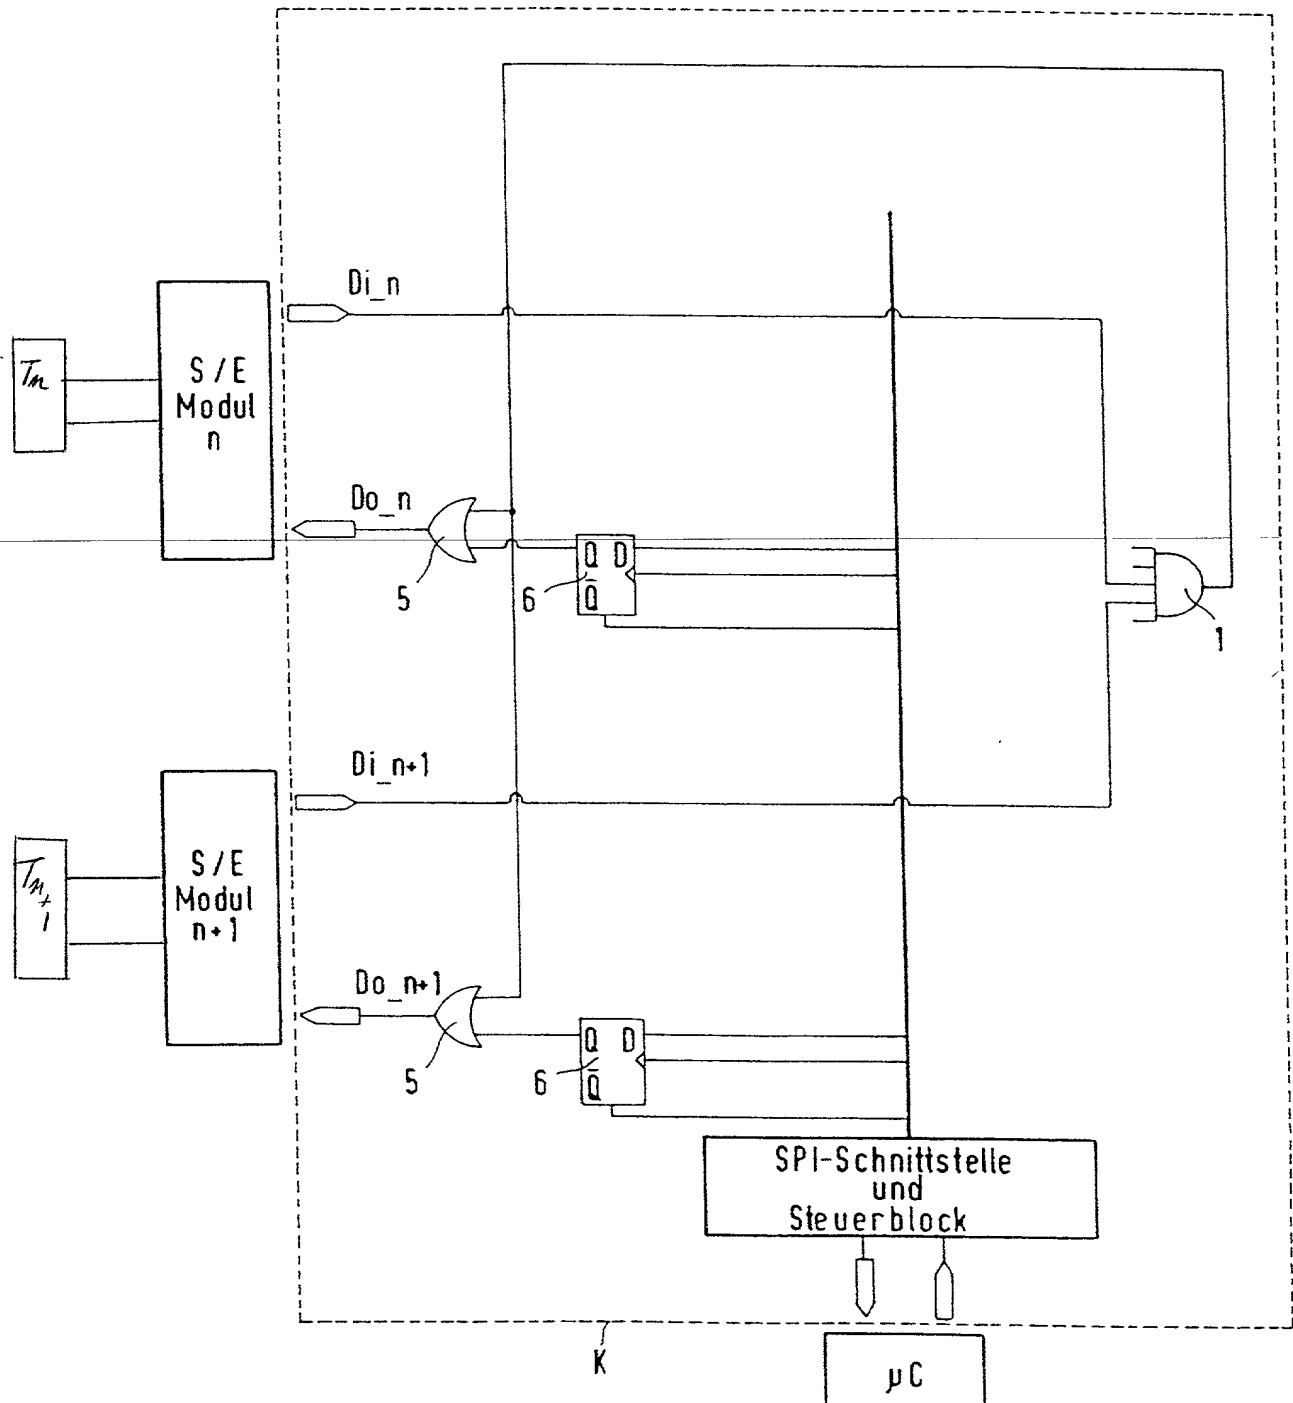 Di_n
Tn
S/E
Modul
n
Do_n
5
6
Q D
Q̅
1
Di_n+1
Tn+1
S/E
Modul
n+1
Do_n+1
5
6
Q D
Q̅
SPI-Schnittstelle
und
Steuerblock
K
µC